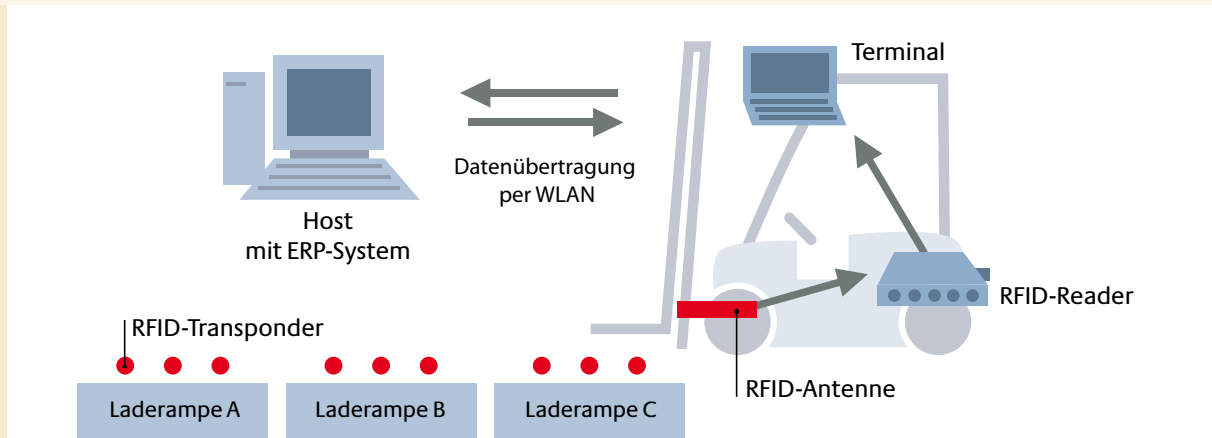 Terminal
Datenübertragung
per WLAN
Host
mit ERP-System
RFID-Reader
RFID-Transponder
RFID-Antenne
Laderampe A
Laderampe B
Laderampe C